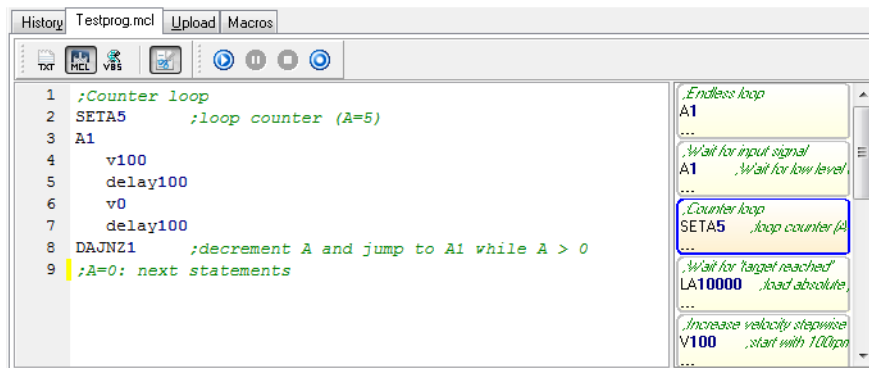 History Testprog.mcl Upload Macros
TXT MCL VBS
1 ;Counter loop
2 SETA5 ;loop counter (A=5)
3 A1
4 v100
5 delay100
6 v0
7 delay100
8 DAJNZ1 ;decrement A and jump to A1 while A > 0
9 ;A=0: next statements
;Endless loop
A1
...
;Wait for input signal
A1 ;Wait for low level
...
;Counter loop
SETA5 ;loop counter (A
...
;Wait for 'target reached'
LA10000 ;load absolute
...
;Increase velocity stepwise
V100 ;start with 100rpm
...